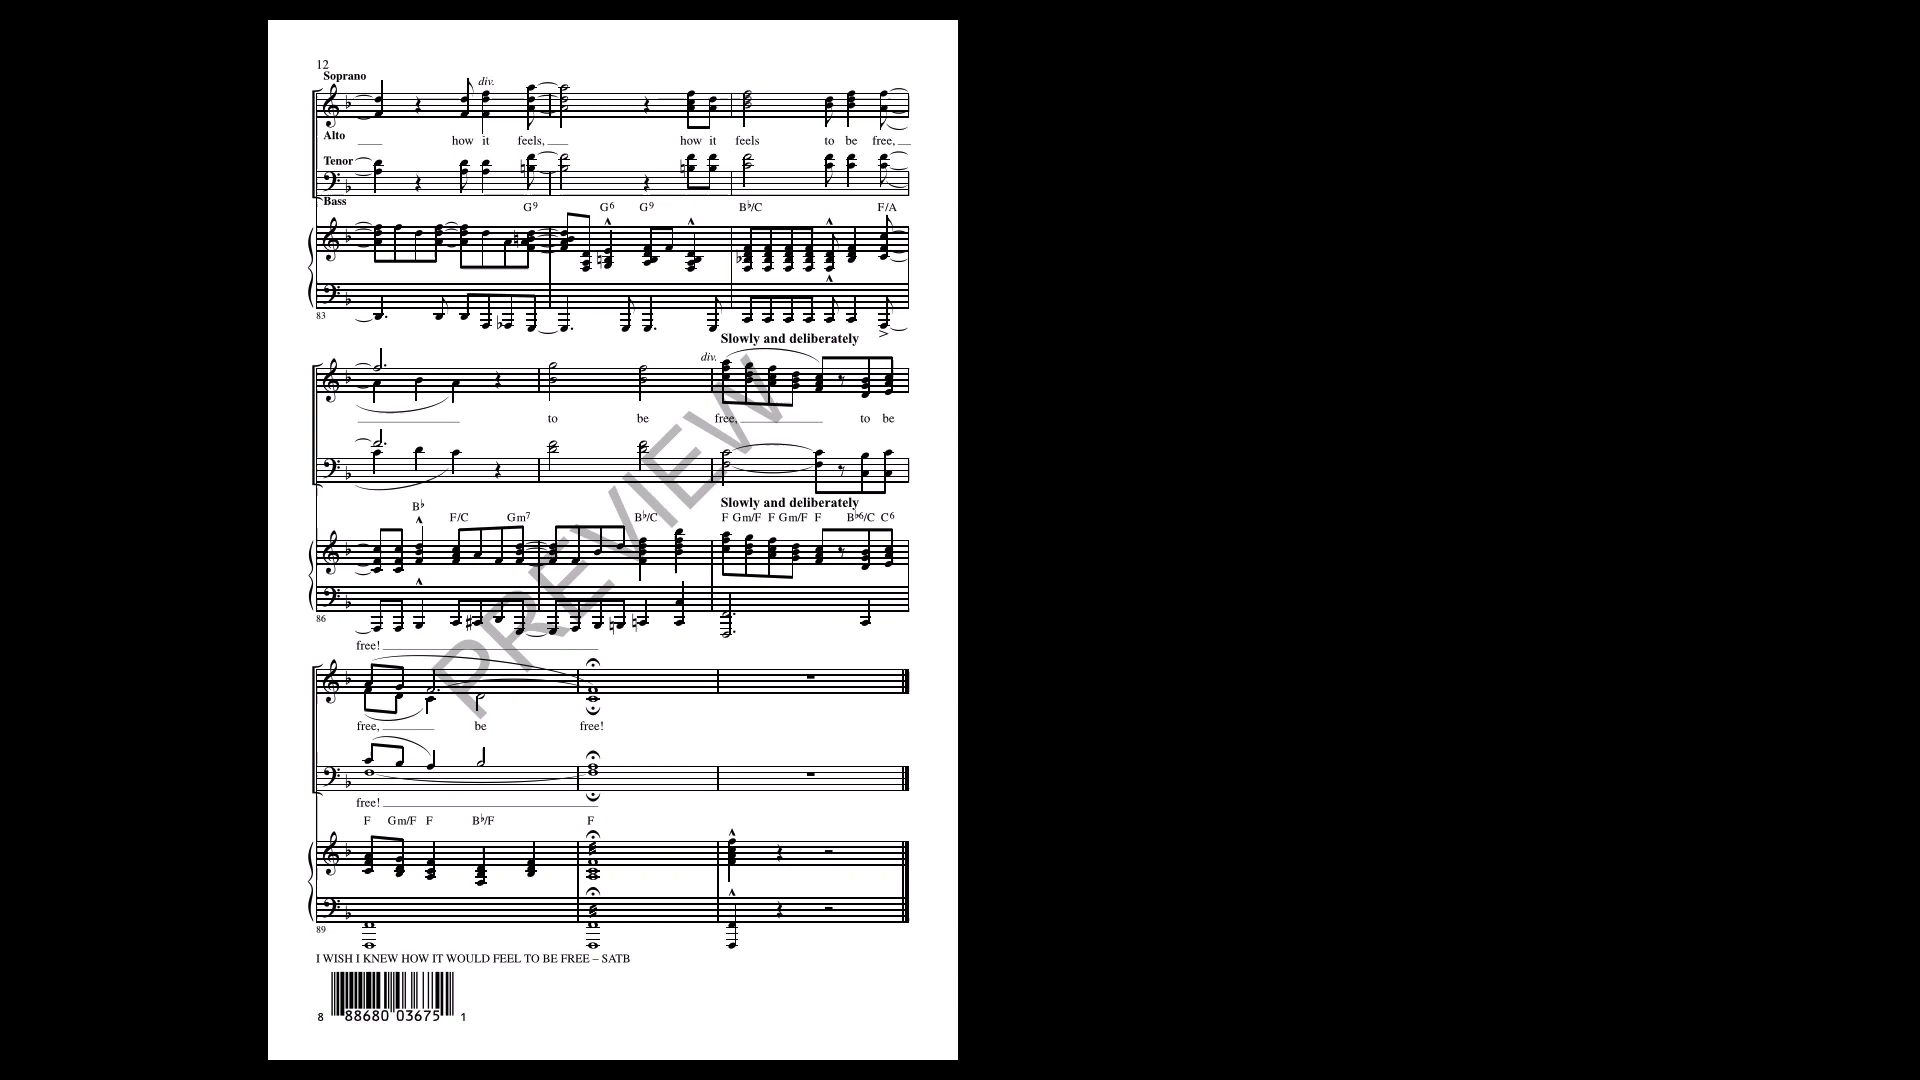 12
Soprano
div.
Alto
how it feels, how it feels to be free,
Tenor
Bass
G9 G6 G9 B♭/C F/A
83
Slowly and deliberately
div.
to be free, to be
Slowly and deliberately
B♭ F/C Gm7 B♭/C F Gm/F F Gm/F F B♭6/C C6
86
free!
free, be free!
free!
F Gm/F F B♭/F F
89
I WISH I KNEW HOW IT WOULD FEEL TO BE FREE – SATB
8 88680 03675 1
PREVIEW